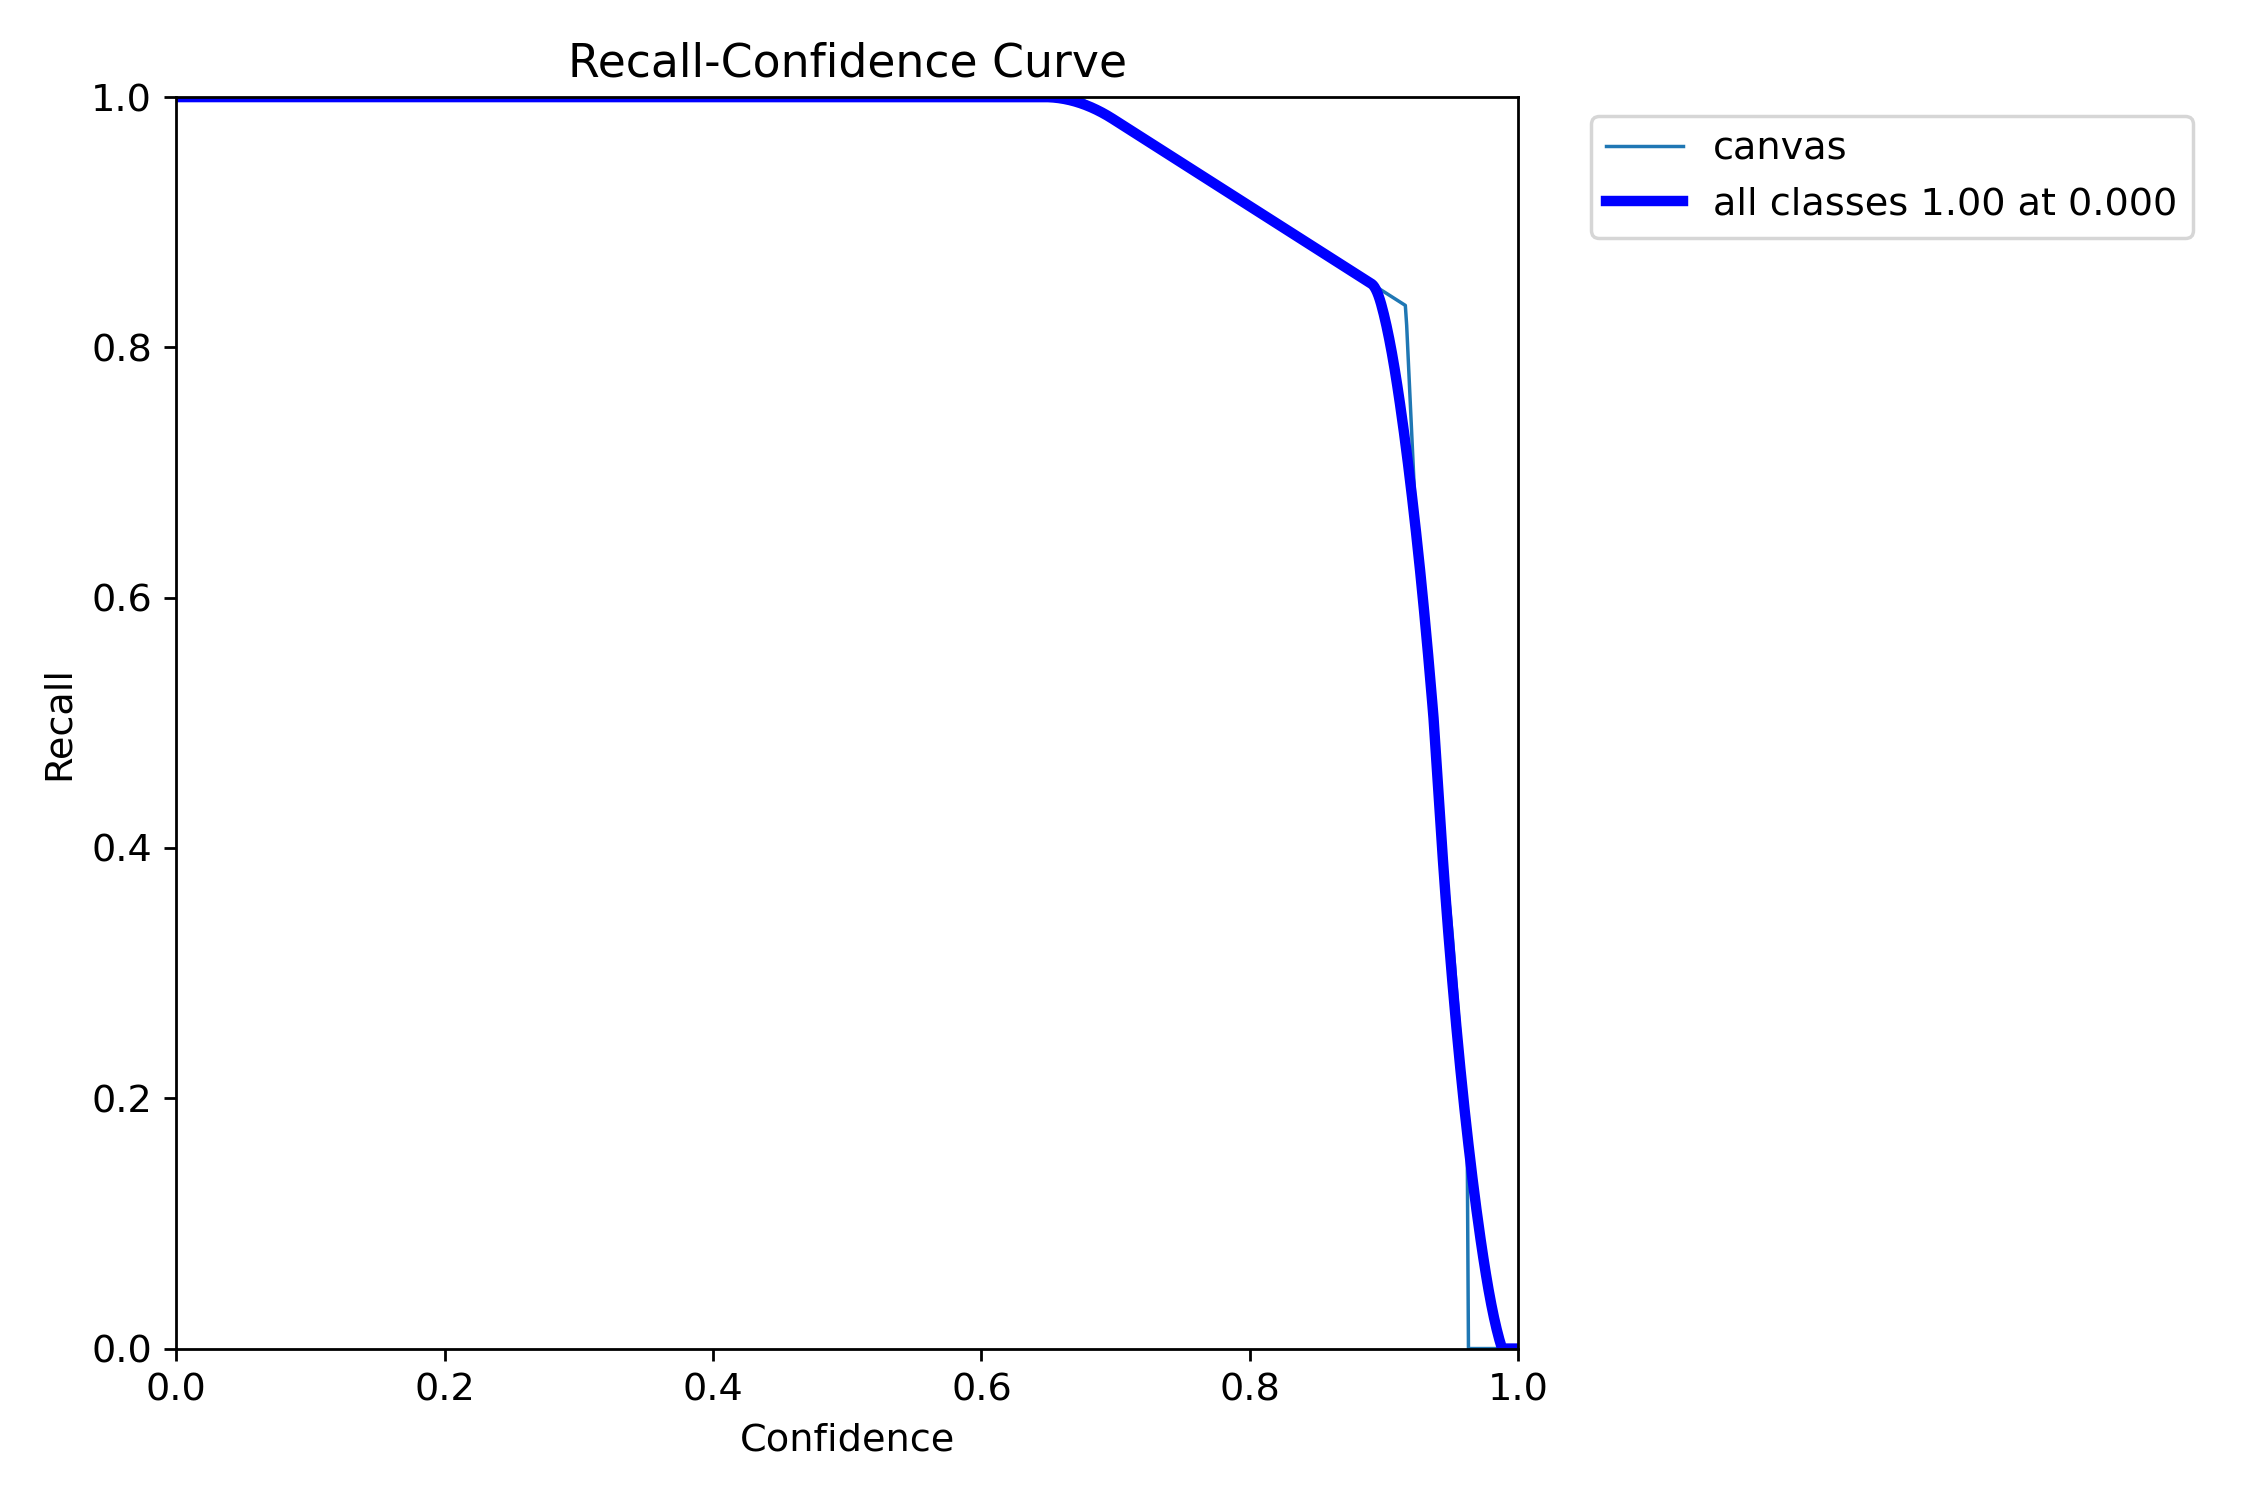 Recall-Confidence Curve
1.0
0.8
0.6
0.4
0.2
0.0
Recall
0.0 0.2 0.4 0.6 0.8 1.0
Confidence
canvas
all classes 1.00 at 0.000